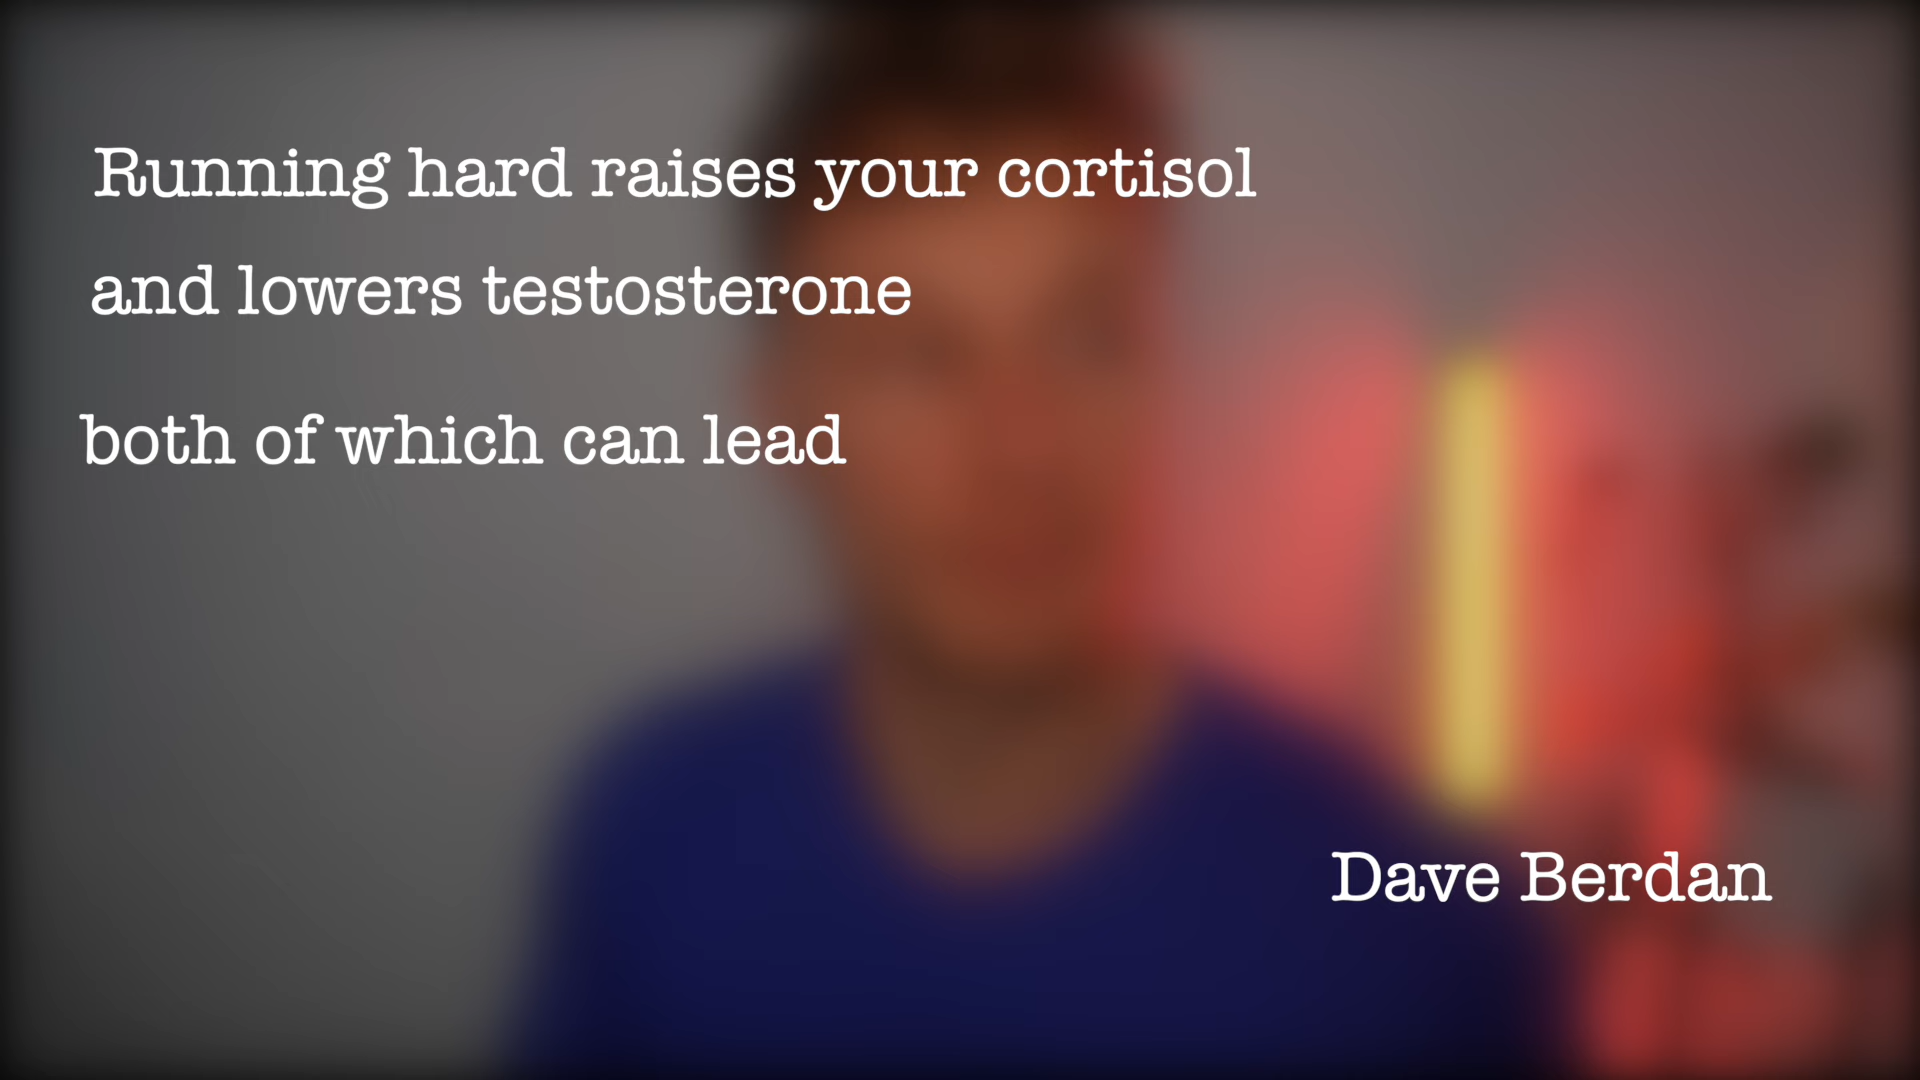 Running hard raises your cortisol
and lowers testosterone
both of which can lead
Dave Berdan